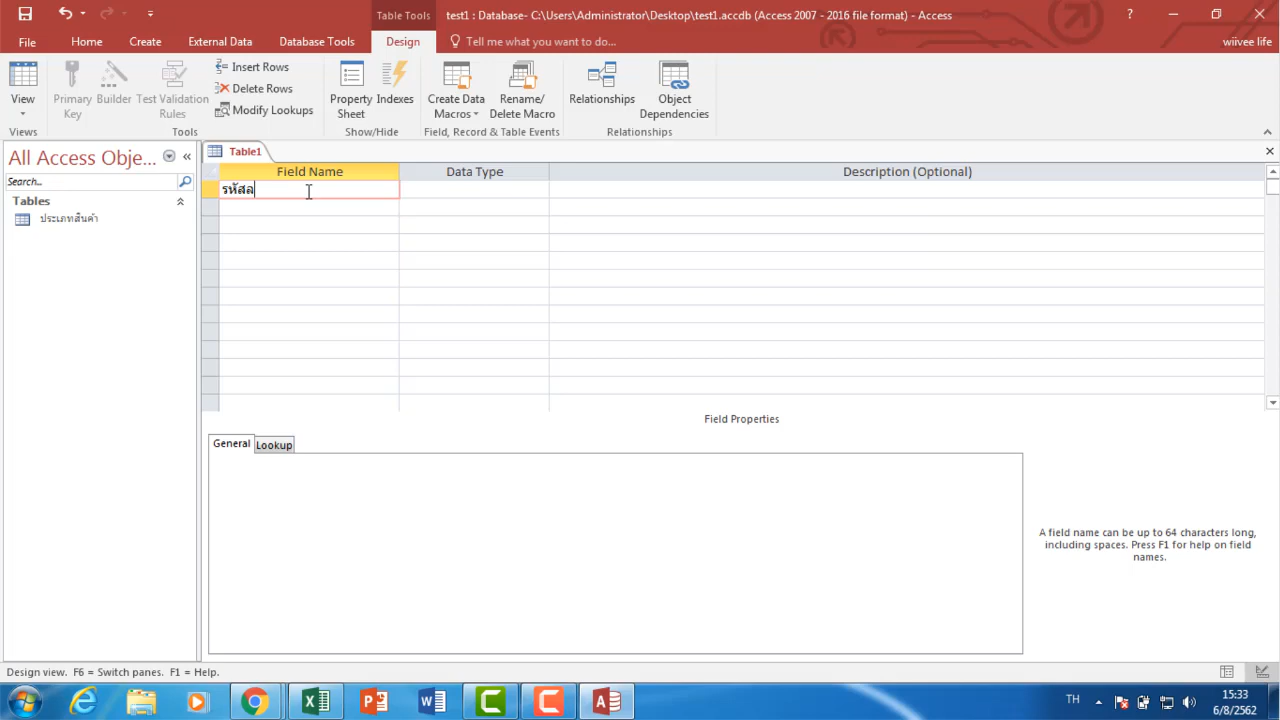 Table Tools
test1 : Database- C:\Users\Administrator\Desktop\test1.accdb (Access 2007 - 2016 file format) - Access
?
File
Home
Create
External Data
Database Tools
Design
Tell me what you want to do...
wiivee life
View
Primary Key
Builder
Test Validation Rules
Insert Rows
Delete Rows
Modify Lookups
Property Sheet
Indexes
Create Data Macros
Rename/ Delete Macro
Relationships
Object Dependencies
Views
Tools
Show/Hide
Field, Record & Table Events
Relationships
All Access Obje...
Search...
Tables
ประเภทสินค้า
Table1
Field Name
Data Type
Description (Optional)
รหัสล
Field Properties
General
Lookup
A field name can be up to 64 characters long,
including spaces. Press F1 for help on field
names.
Design view. F6 = Switch panes. F1 = Help.
TH
15:33
6/8/2562